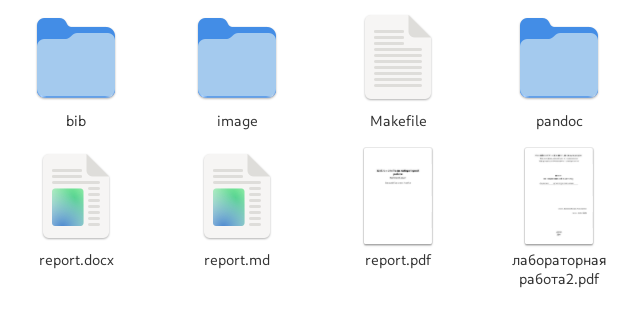 bib
image
Makefile
pandoc
report.docx
report.md
report.pdf
лабораторная
работа2.pdf